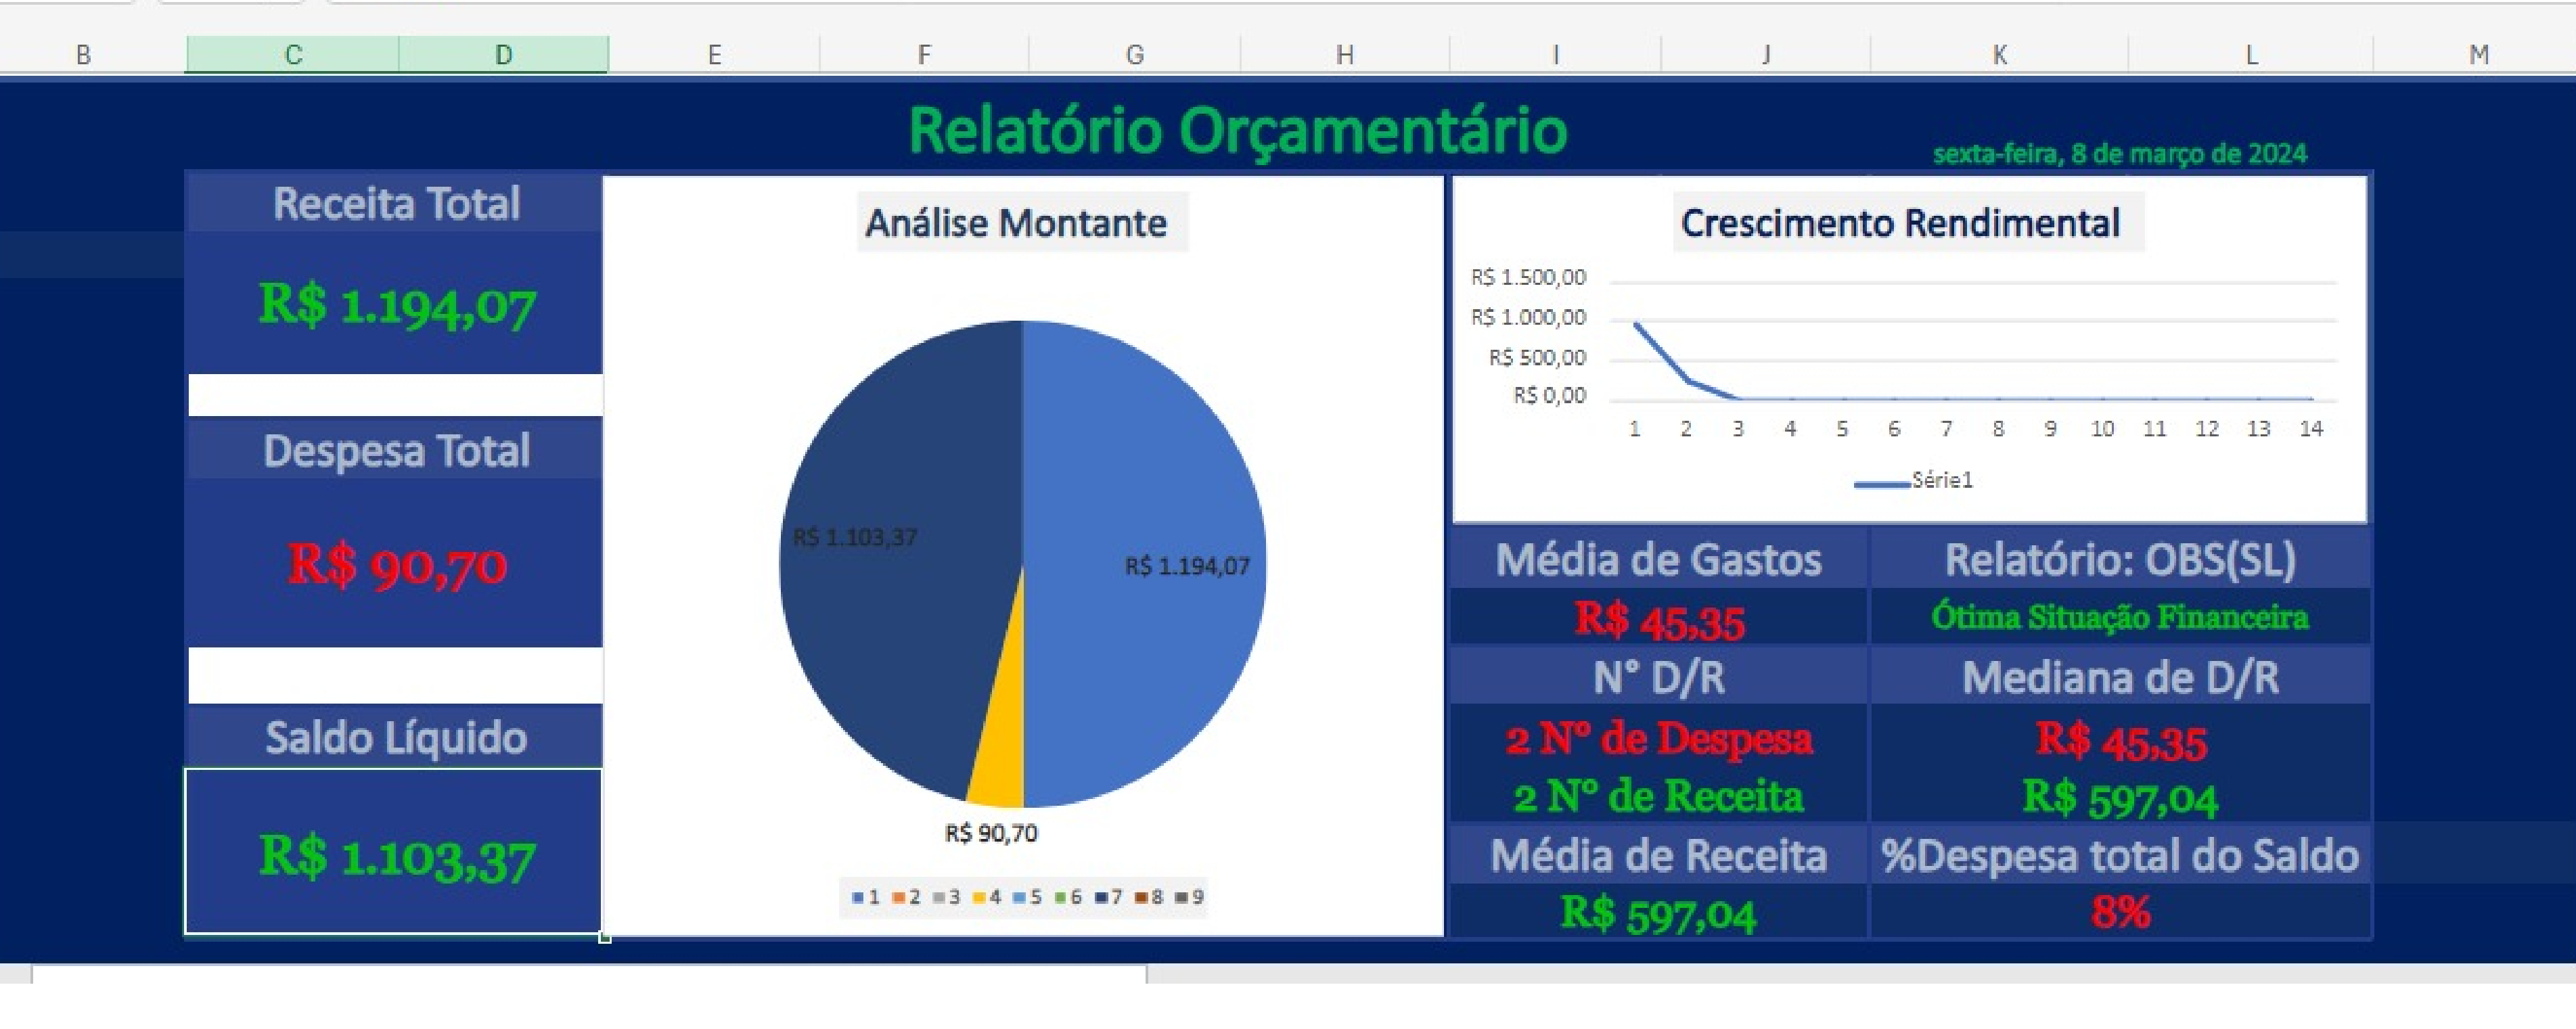 B C D E F G H I J K L M
Relatório Orçamentário
sexta-feira, 8 de março de 2024
Receita Total
R$ 1.194,07
Despesa Total
R$ 90,70
Saldo Líquido
R$ 1.103,37
Análise Montante
R$ 1.103,37
R$ 1.194,07
R$ 90,70
1 2 3 4 5 6 7 8 9
Crescimento Rendimental
R$ 1.500,00
R$ 1.000,00
R$ 500,00
R$ 0,00
1 2 3 4 5 6 7 8 9 10 11 12 13 14
Série1
Média de Gastos
R$ 45,35
Relatório: OBS(SL)
Ótima Situação Financeira
N° D/R
2 Nº de Despesa
2 Nº de Receita
Mediana de D/R
R$ 45,35
R$ 597,04
Média de Receita
R$ 597,04
%Despesa total do Saldo
8%